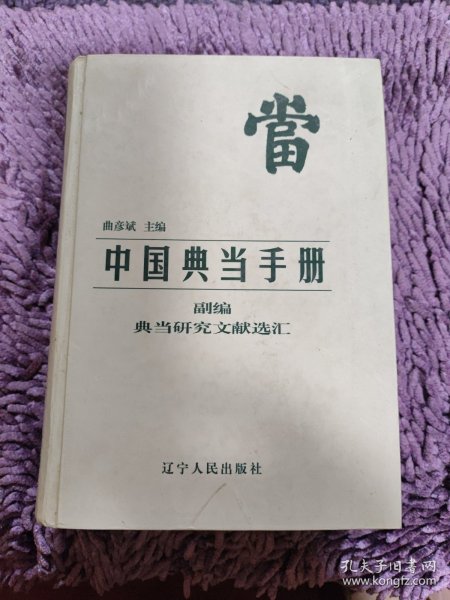 當
曲彦斌 主编
中国典当手册
副编
典当研究文献选汇
辽宁人民出版社
孔夫子旧书网
www.kongfz.com